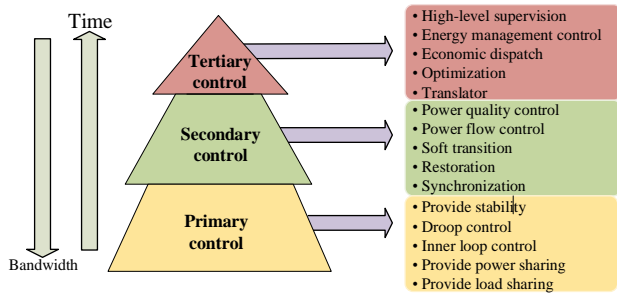 Time
Bandwidth
Tertiary
control
Secondary
control
Primary
control
• High-level supervision
• Energy management control
• Economic dispatch
• Optimization
• Translator
• Power quality control
• Power flow control
• Soft transition
• Restoration
• Synchronization
• Provide stability
• Droop control
• Inner loop control
• Provide power sharing
• Provide load sharing